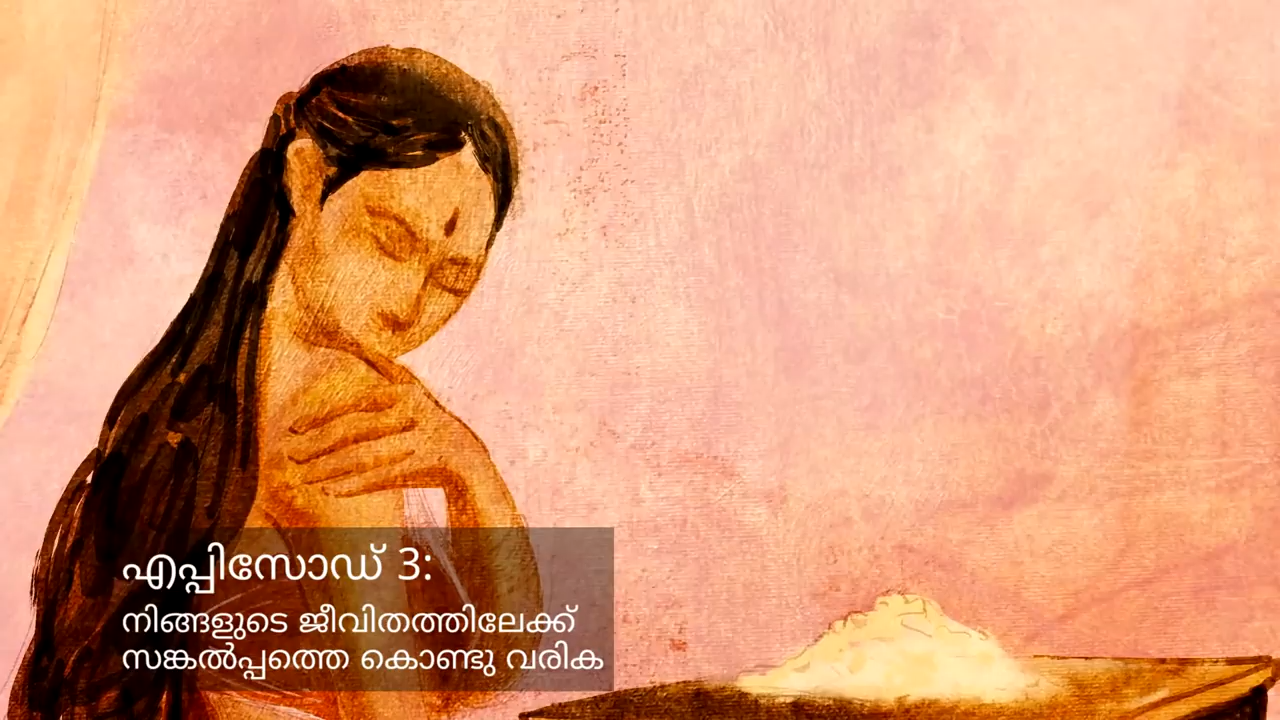 എപ്പിസോഡ് 3:
നിങ്ങളുടെ ജീവിതത്തിലേക്ക്
സങ്കൽപ്പത്തെ കൊണ്ടു വരിക